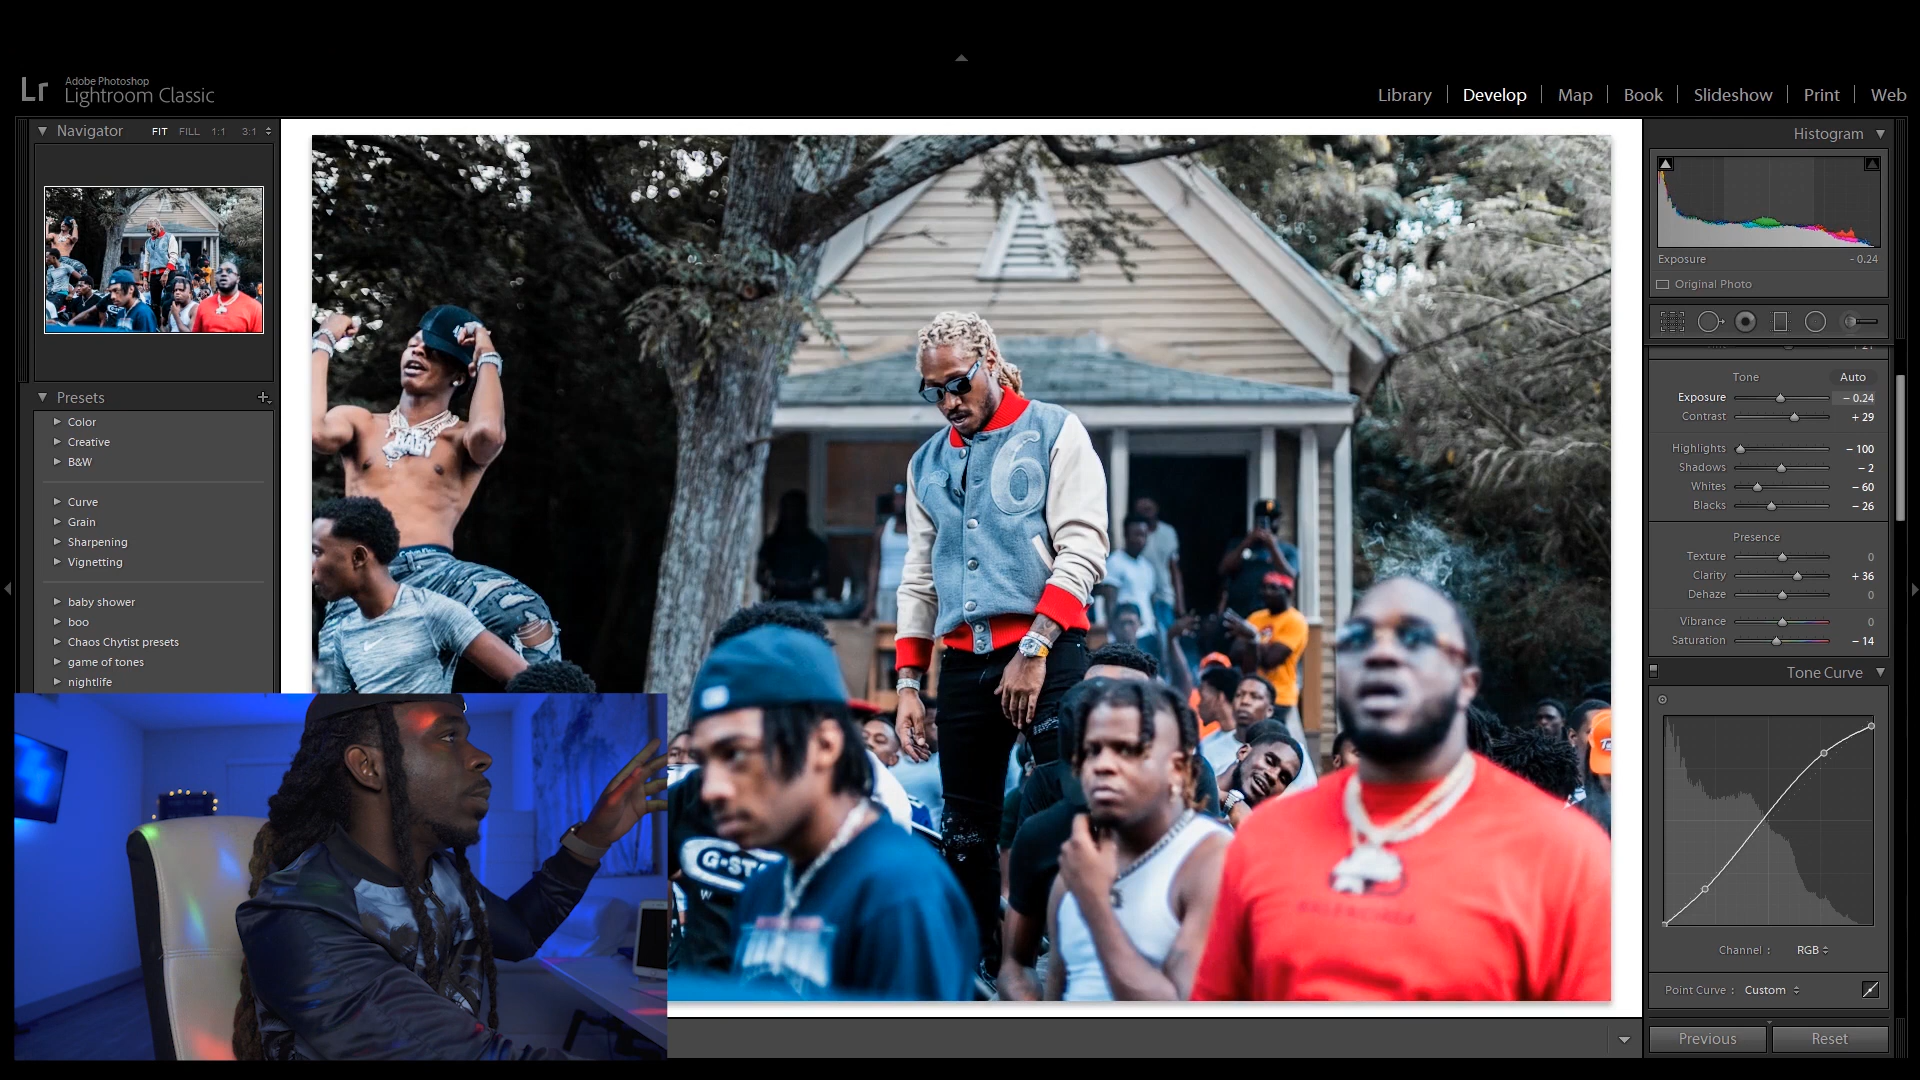 Lr
Adobe Photoshop
Lightroom Classic
Library | Develop | Map | Book | Slideshow | Print | Web
Navigator FIT FILL 1:1 3:1
Presets
Color
Creative
B&W
Curve
Grain
Sharpening
Vignetting
baby shower
boo
Chaos Chytist presets
game of tones
nightlife
6
G-ST
Histogram
Exposure - 0.24
Original Photo
Tone Auto
Exposure - 0.24
Contrast + 29
Highlights - 100
Shadows - 2
Whites - 60
Blacks - 26
Presence
Texture 0
Clarity + 36
Dehaze 0
Vibrance 0
Saturation - 14
Tone Curve
Channel : RGB
Point Curve : Custom
Previous Reset